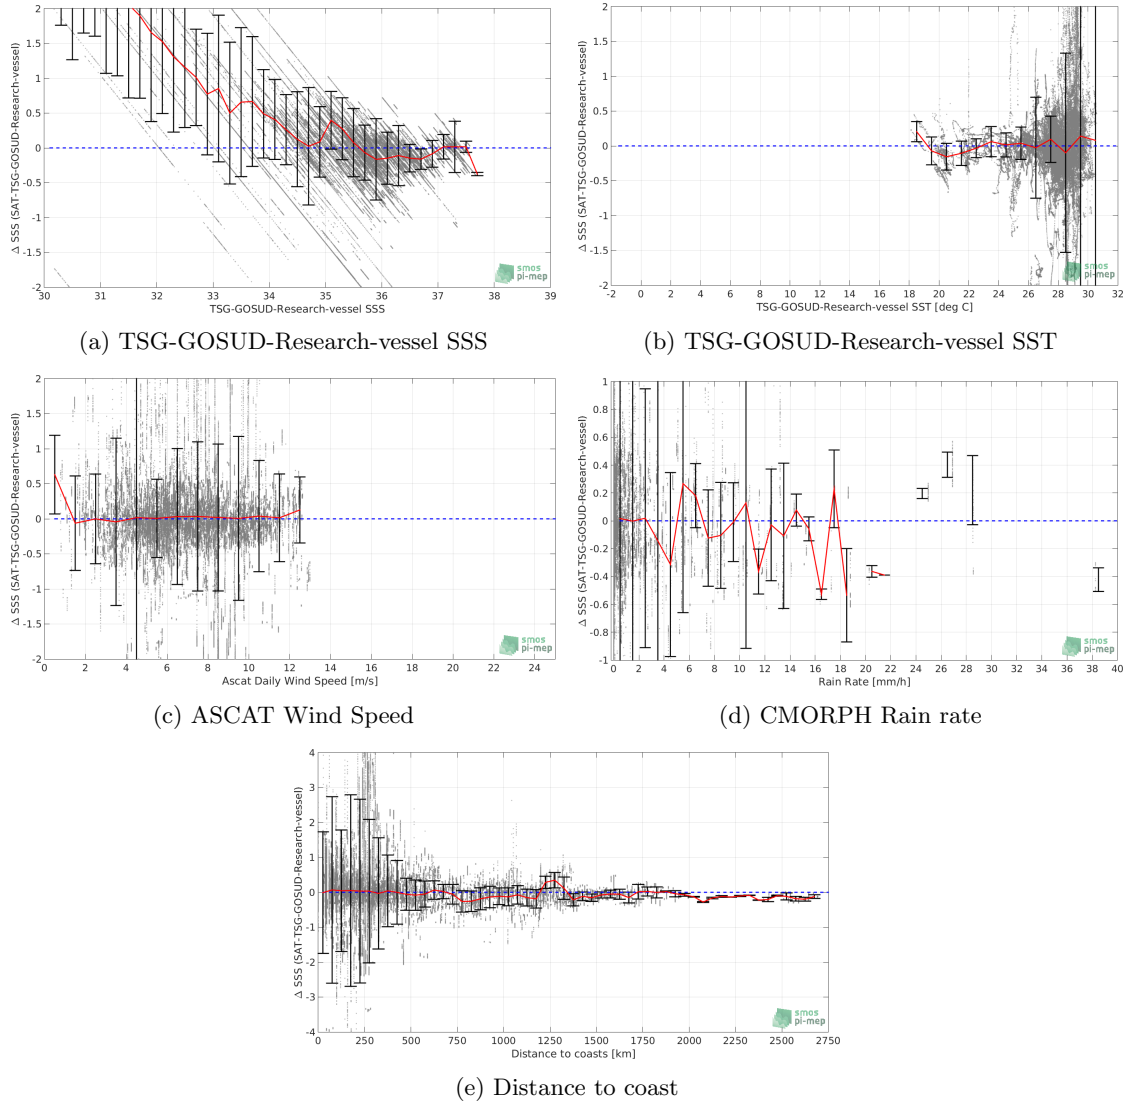 Δ SSS (SAT-TSG-GOSUD-Research-vessel)
2
1.5
1
0.5
0
-0.5
-1
-1.5
-2
30 31 32 33 34 35 36 37 38 39
TSG-GOSUD-Research-vessel SSS
smos
pi-mep
(a) TSG-GOSUD-Research-vessel SSS
Δ SSS (SAT-TSG-GOSUD-Research-vessel)
2
1.5
1
0.5
0
-0.5
-1
-1.5
-2
-2 0 2 4 6 8 10 12 14 16 18 20 22 24 26 28 30 32
TSG-GOSUD-Research-vessel SST [deg C]
smos
pi-mep
(b) TSG-GOSUD-Research-vessel SST
Δ SSS (SAT-TSG-GOSUD-Research-vessel)
2
1.5
1
0.5
0
-0.5
-1
-1.5
-2
0 2 4 6 8 10 12 14 16 18 20 22 24
Ascat Daily Wind Speed [m/s]
smos
pi-mep
(c) ASCAT Wind Speed
Δ SSS (SAT-TSG-GOSUD-Research-vessel)
1
0.8
0.6
0.4
0.2
0
-0.2
-0.4
-0.6
-0.8
-1
0 2 4 6 8 10 12 14 16 18 20 22 24 26 28 30 32 34 36 38 40
Rain Rate [mm/h]
smos
pi-mep
(d) CMORPH Rain rate
Δ SSS (SAT-TSG-GOSUD-Research-vessel)
4
3
2
1
0
-1
-2
-3
-4
0 250 500 750 1000 1250 1500 1750 2000 2250 2500 2750
Distance to coasts [km]
smos
pi-mep
(e) Distance to coast